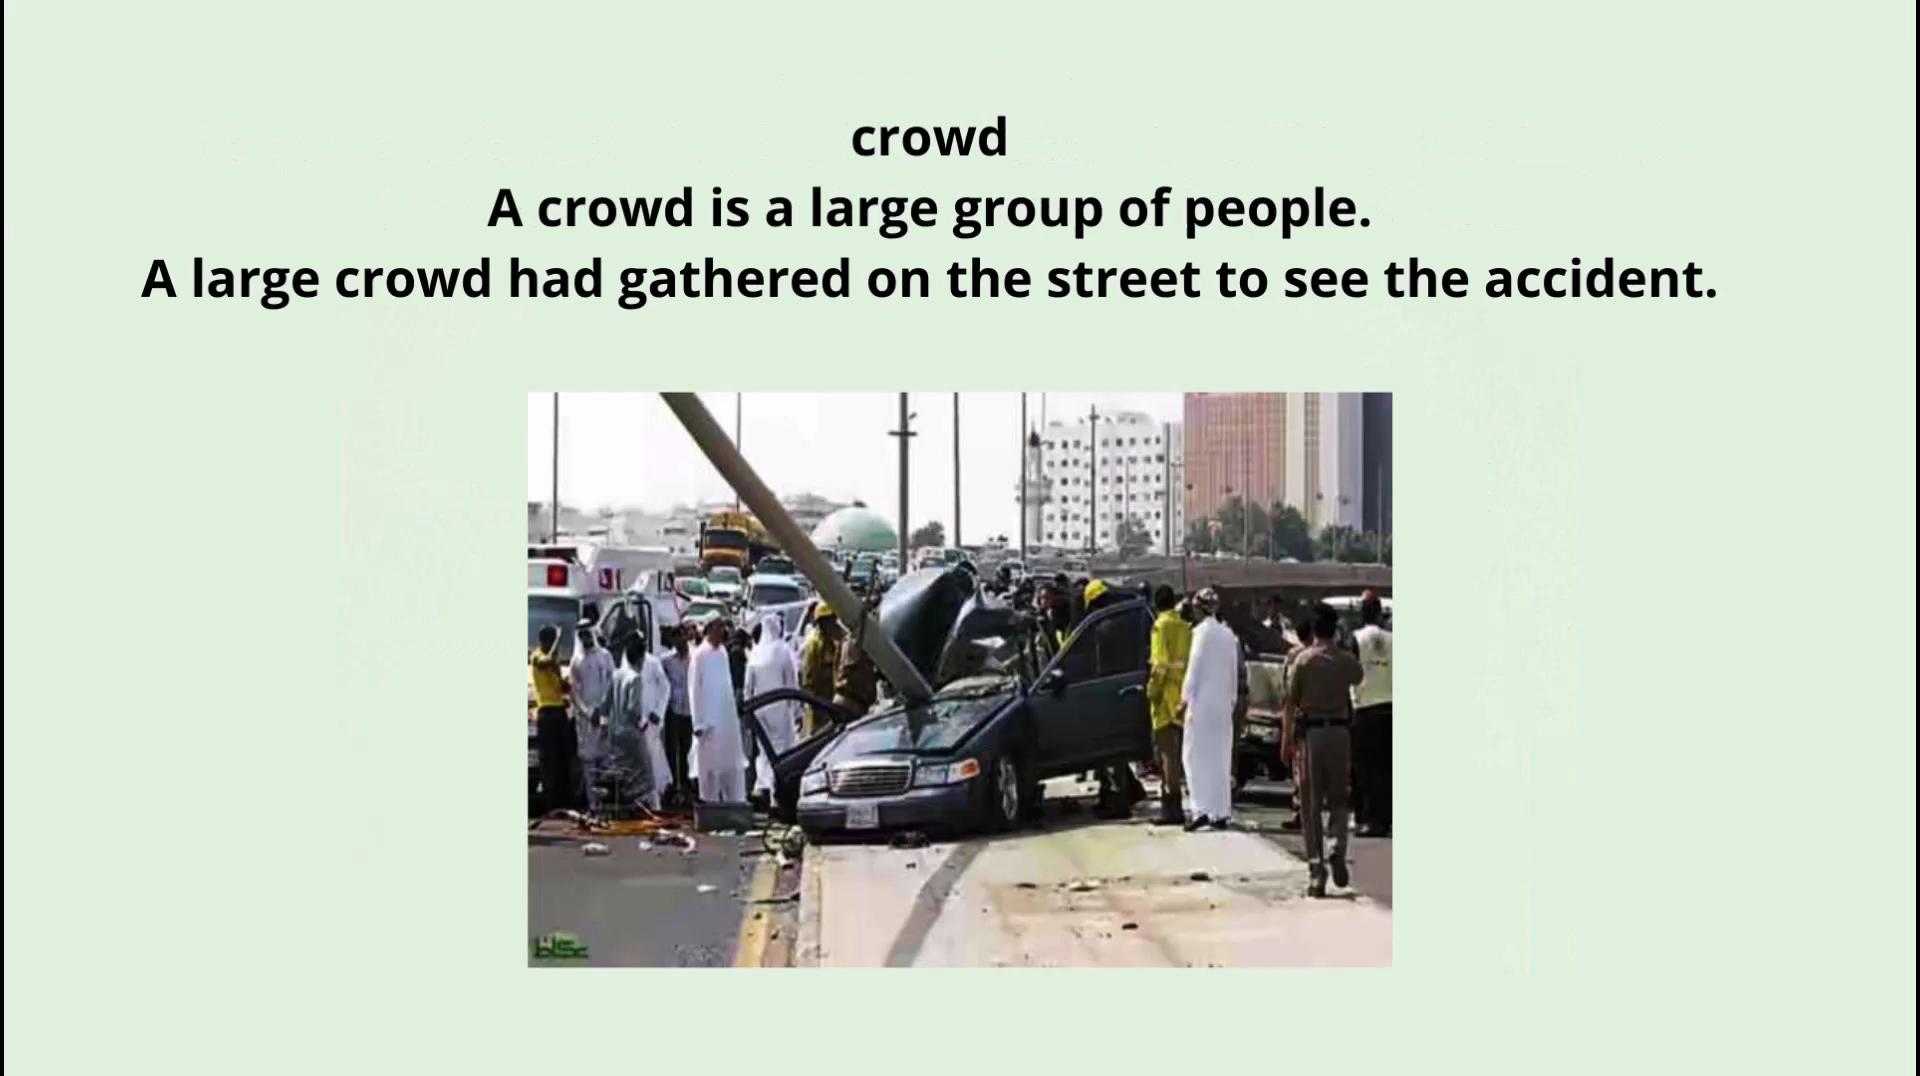 crowd
A crowd is a large group of people.
A large crowd had gathered on the street to see the accident.